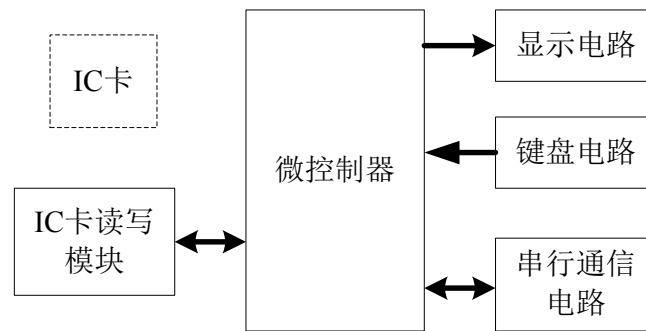 IC卡
IC卡读写
模块
微控制器
显示电路
键盘电路
串行通信
电路